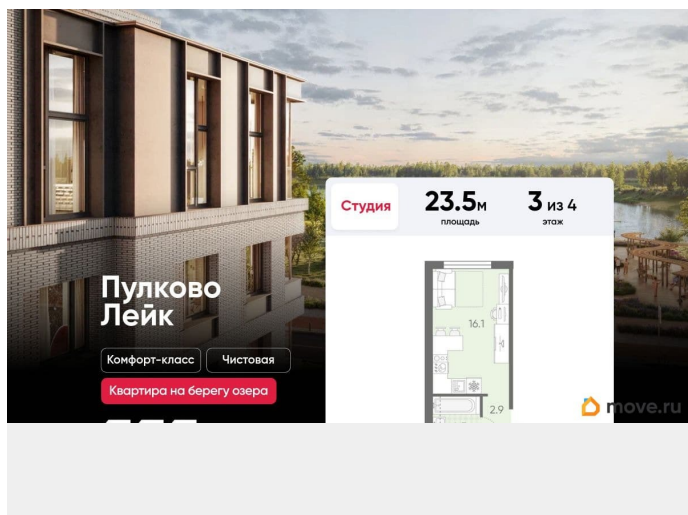 Студия
23.5м
площадь
3 из 4
этаж
Пулково
Лейк
Комфорт-класс
Чистовая
Квартира на берегу озера
16.1
2.9
move.ru